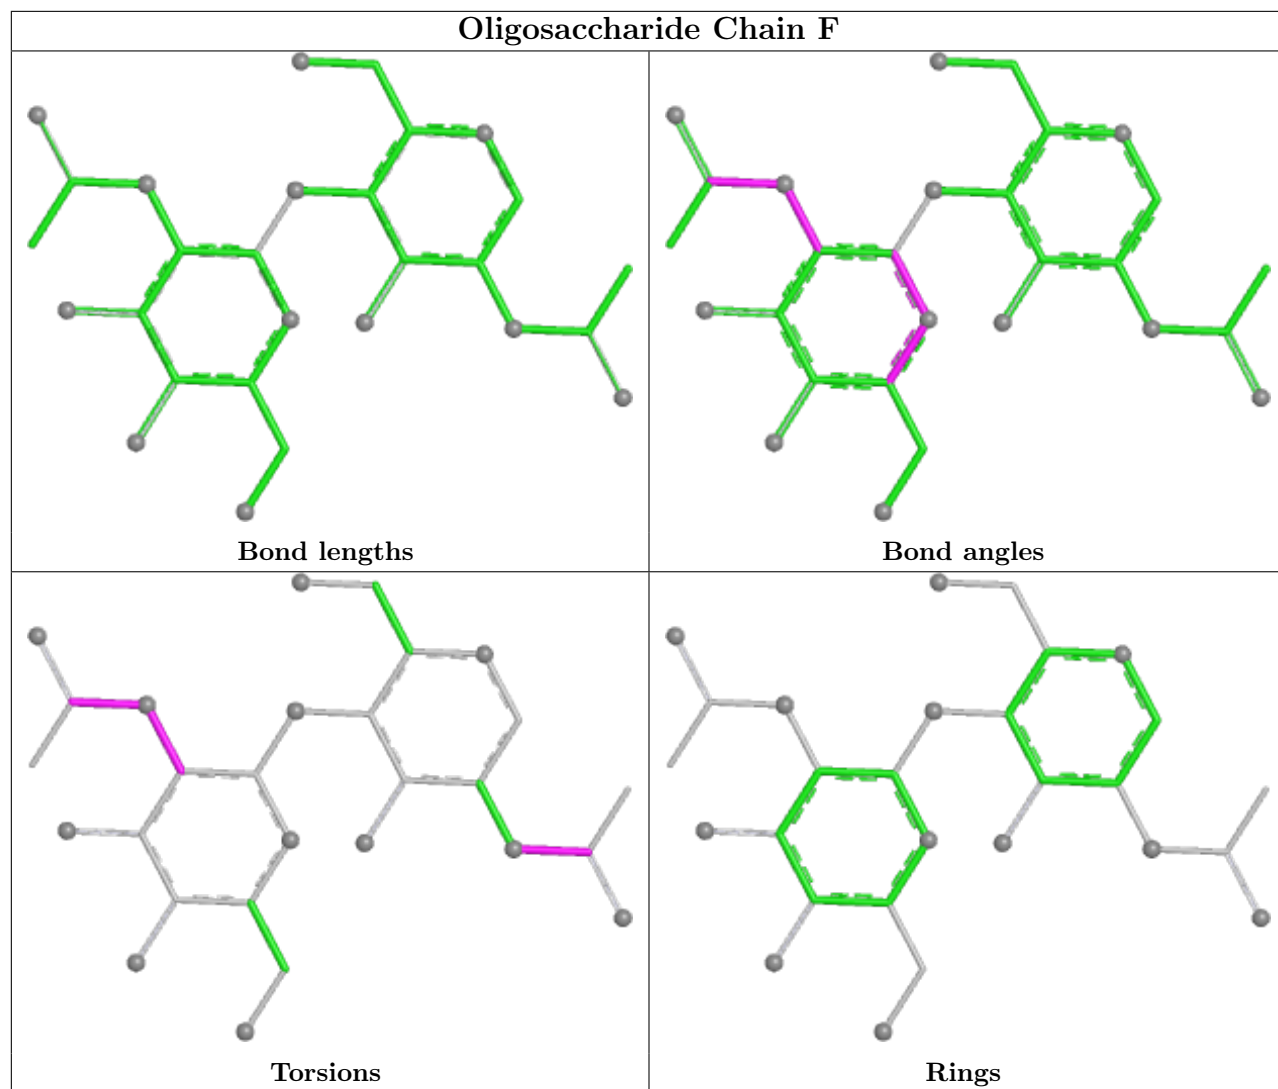 Oligosaccharide Chain F
Bond lengths
Bond angles
Torsions
Rings